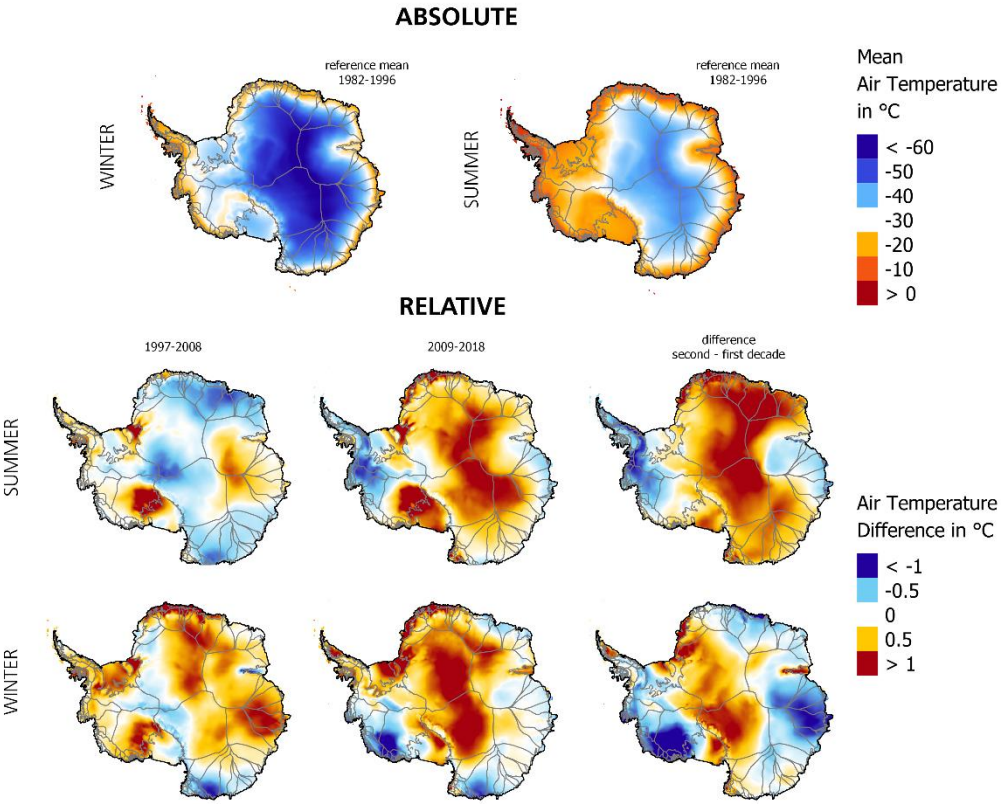 ABSOLUTE
reference mean
1982-1996
reference mean
1982-1996
WINTER
SUMMER
Mean
Air Temperature
in °C
< -60
-50
-40
-30
-20
-10
> 0
RELATIVE
1997-2008
2009-2018
difference
second - first decade
SUMMER
WINTER
Air Temperature
Difference in °C
< -1
-0.5
0
0.5
> 1